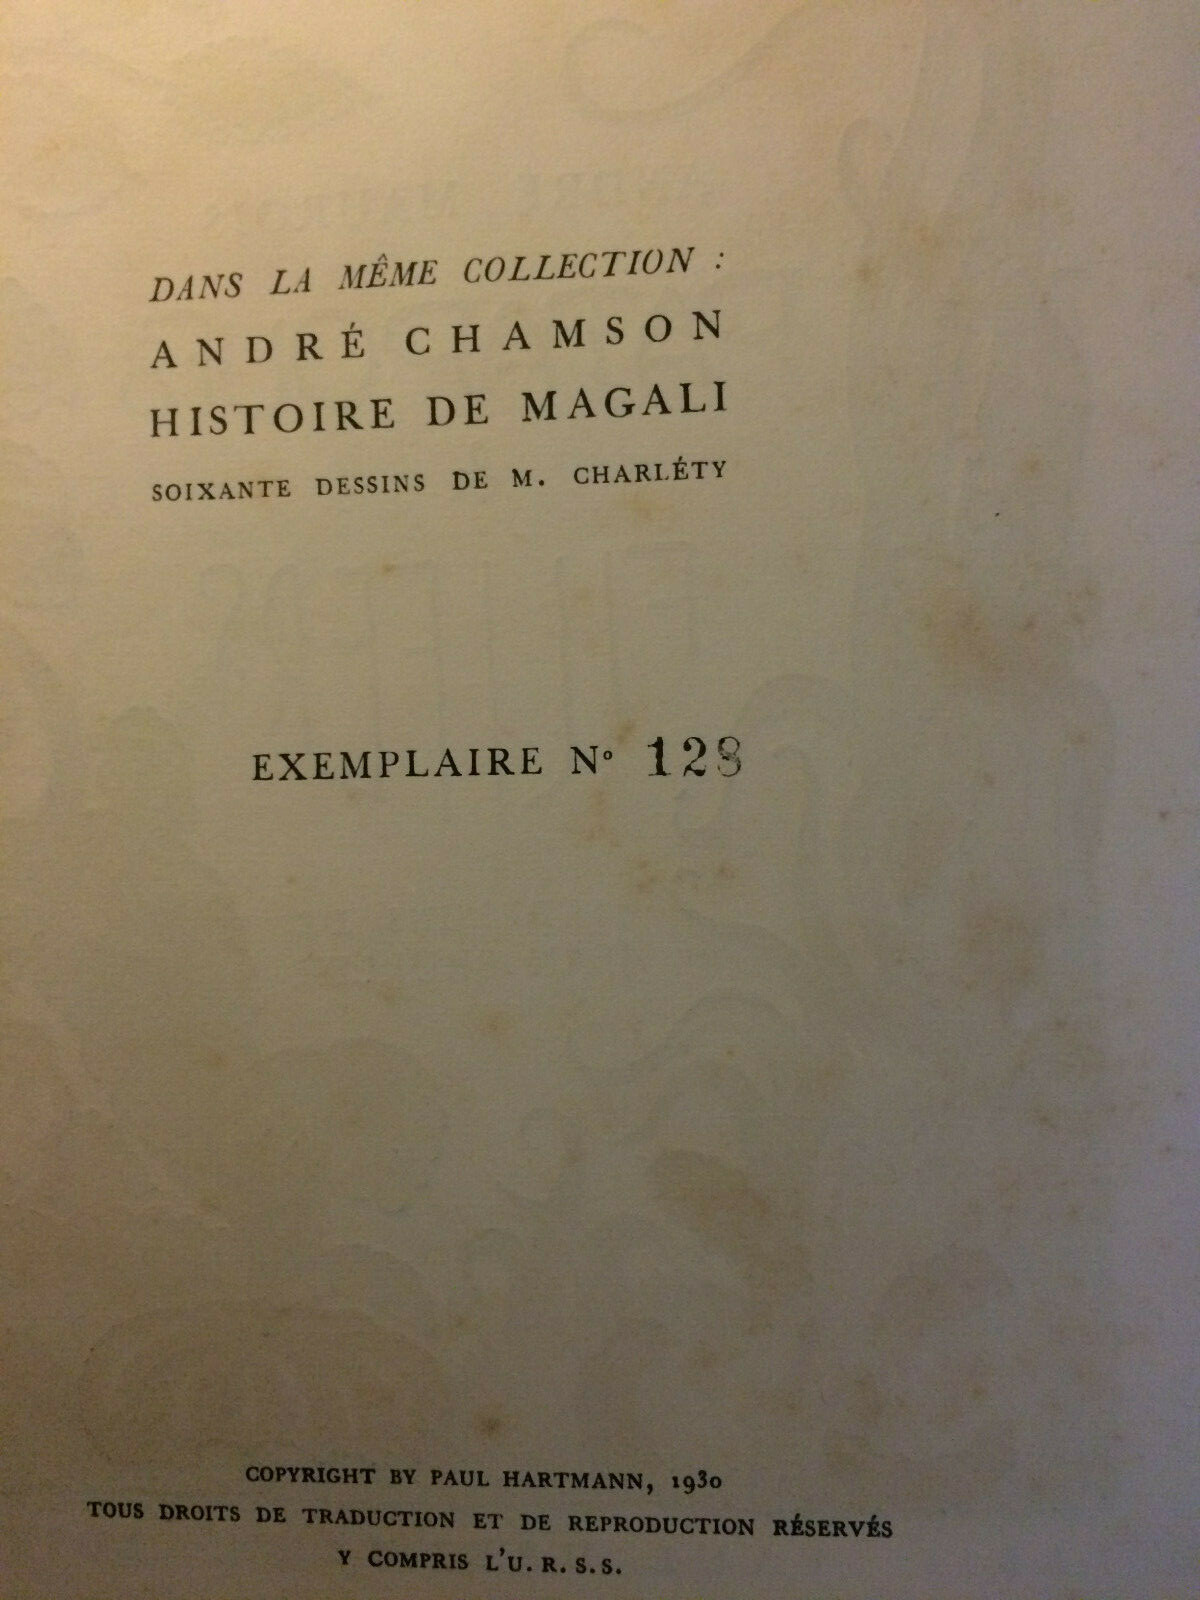 DANS LA MÊME COLLECTION :
ANDRÉ CHAMSON
HISTOIRE DE MAGALI
SOIXANTE DESSINS DE M. CHARLÉTY
EXEMPLAIRE Nº 128
COPYRIGHT BY PAUL HARTMANN, 1930
TOUS DROITS DE TRADUCTION ET DE REPRODUCTION RÉSERVÉS
Y COMPRIS L'U.R.S.S.